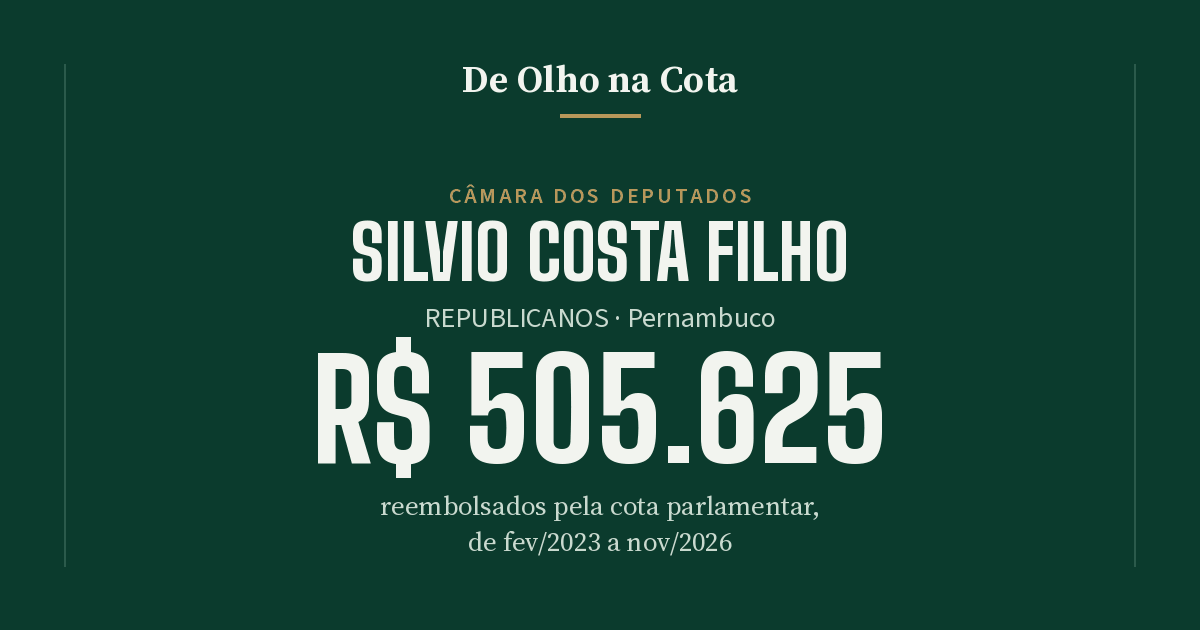 De Olho na Cota
CÂMARA DOS DEPUTADOS
SILVIO COSTA FILHO
REPUBLICANOS · Pernambuco
R$ 505.625
reembolsados pela cota parlamentar,
de fev/2023 a nov/2026